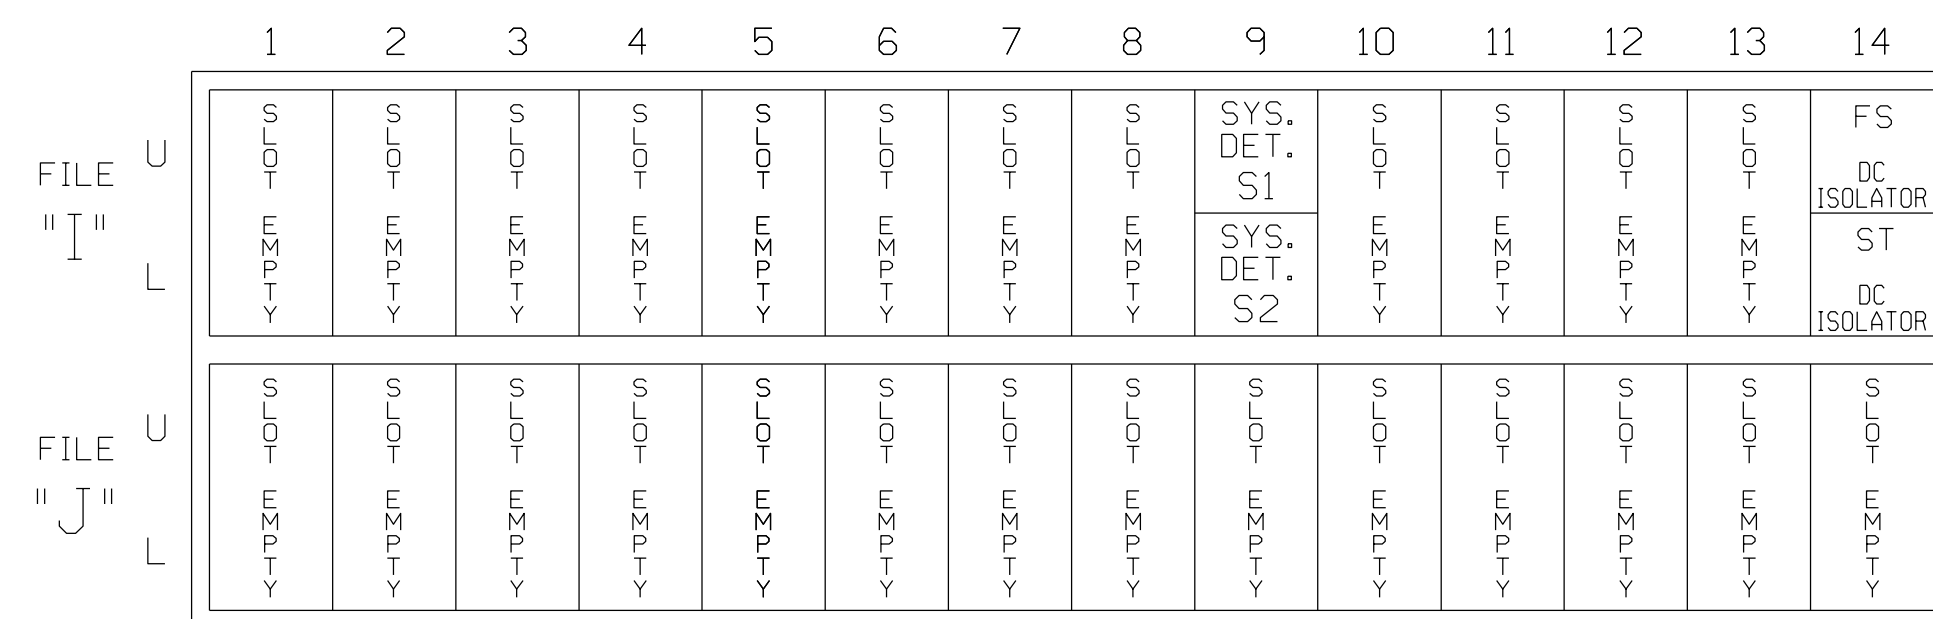 1 2 3 4 5 6 7 8 9 10 11 12 13 14
FILE "I"
U
L
SLOT EMPTY
SLOT EMPTY
SLOT EMPTY
SLOT EMPTY
SLOT EMPTY
SLOT EMPTY
SLOT EMPTY
SLOT EMPTY
SYS.
DET.
S1
SYS.
DET.
S2
SLOT EMPTY
SLOT EMPTY
SLOT EMPTY
SLOT EMPTY
FS
DC
ISOLATOR
ST
DC
ISOLATOR
FILE
"J"
U
L
SLOT EMPTY
SLOT EMPTY
SLOT EMPTY
SLOT EMPTY
SLOT EMPTY
SLOT EMPTY
SLOT EMPTY
SLOT EMPTY
SLOT EMPTY
SLOT EMPTY
SLOT EMPTY
SLOT EMPTY
SLOT EMPTY
SLOT EMPTY